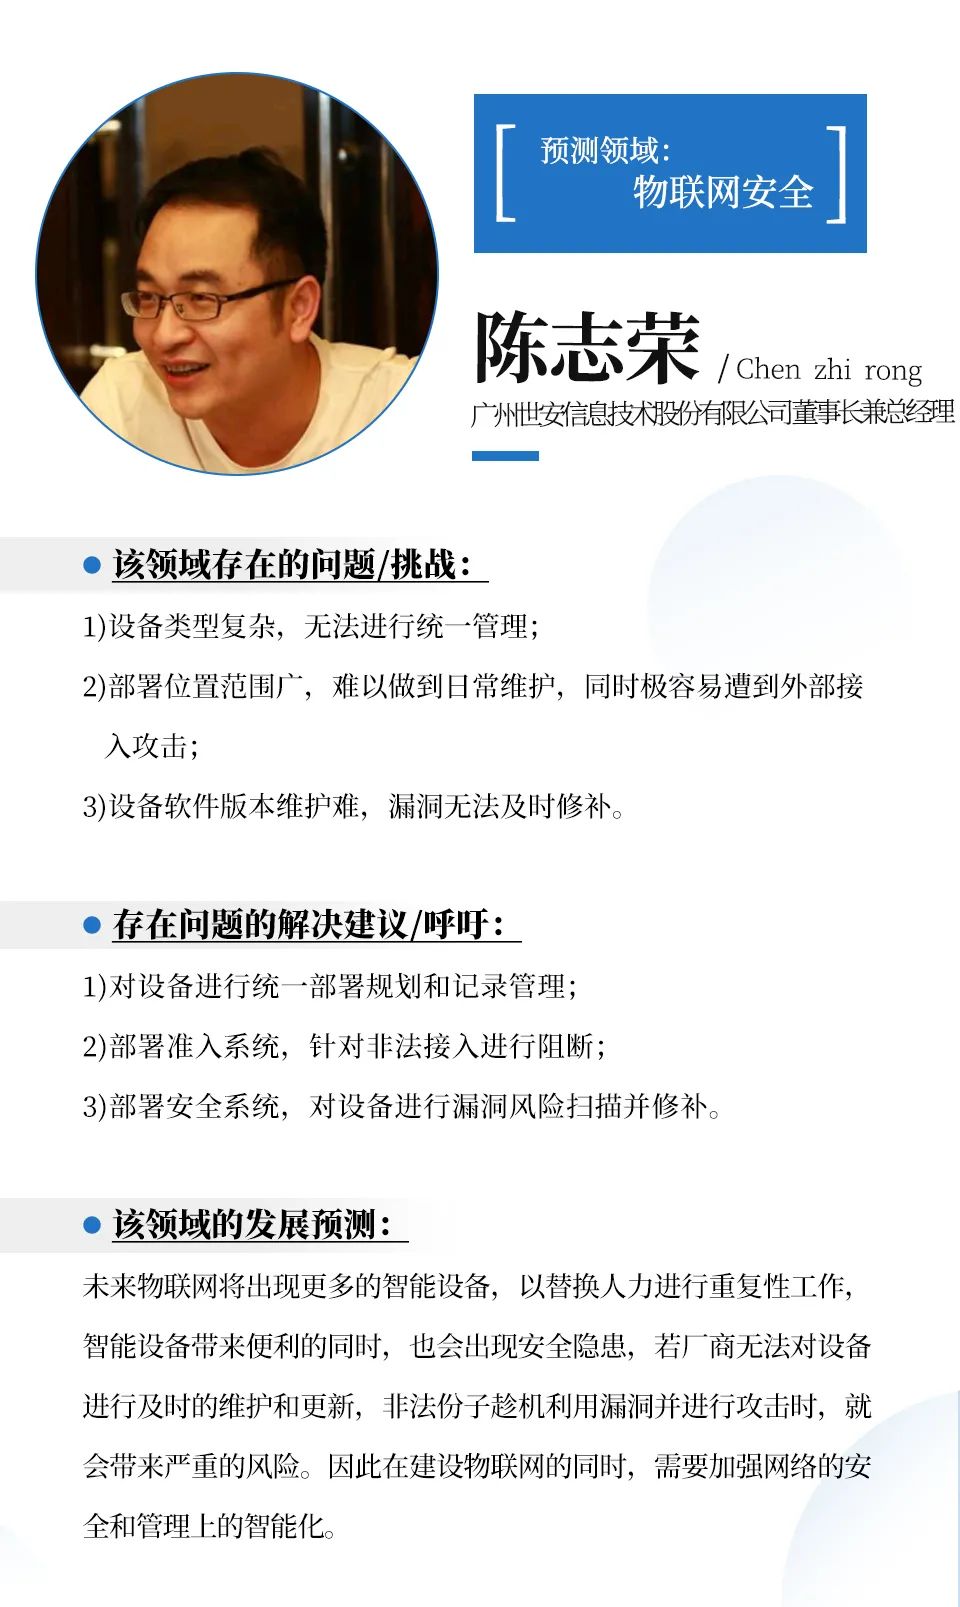 预测领域：
物联网安全
陈志荣 / Chen zhi rong
广州世安信息技术股份有限公司董事长兼总经理
该领域存在的问题/挑战：
1)设备类型复杂，无法进行统一管理；
2)部署位置范围广，难以做到日常维护，同时极容易遭到外部接
入攻击；
3)设备软件版本维护难，漏洞无法及时修补。
存在问题的解决建议/呼吁：
1)对设备进行统一部署规划和记录管理；
2)部署准入系统，针对非法接入进行阻断；
3)部署安全系统，对设备进行漏洞风险扫描并修补。
该领域的发展预测：
未来物联网将出现更多的智能设备，以替换人力进行重复性工作，
智能设备带来便利的同时，也会出现安全隐患，若厂商无法对设备
进行及时的维护和更新，非法份子趁机利用漏洞并进行攻击时，就
会带来严重的风险。因此在建设物联网的同时，需要加强网络的安
全和管理上的智能化。